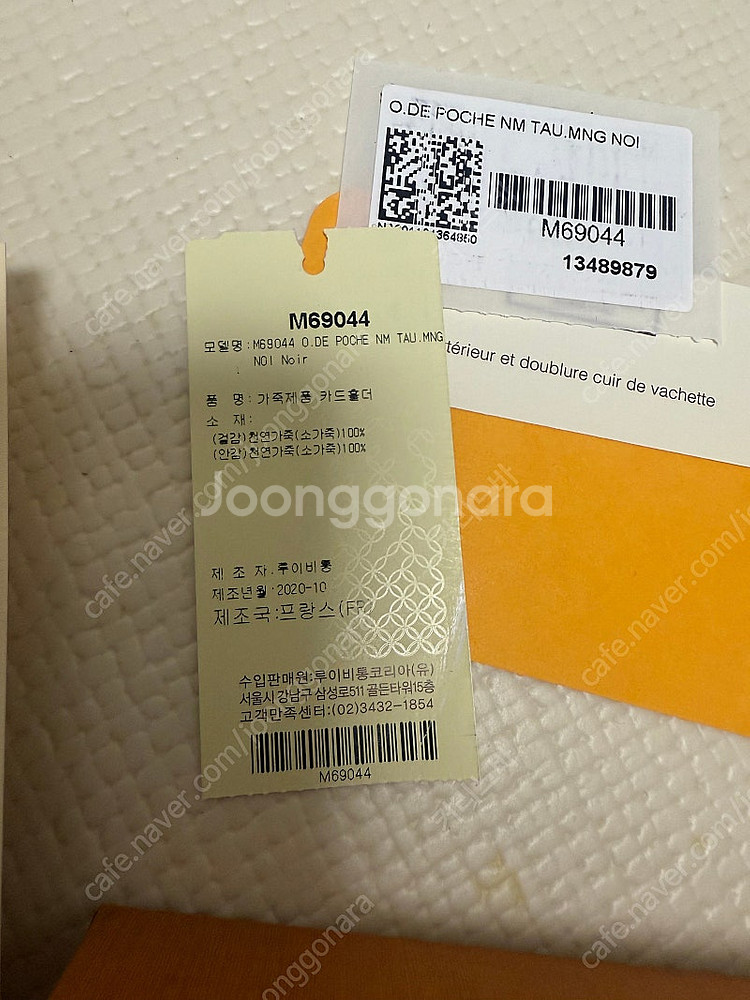 O.DE POCHE NM TAU.MNG NOI
M69044
13489879
térieur et doublure cuir de vachette
M69044
모델명:M69044 O.DE POCHE NM TAU.MNG
NOI Noir
:
품 명:가죽제품 카드홀더
소 재:
(겉감)천연가죽(소가죽)100%
(안감)천연가죽(소가죽)100%
Joonggonara
제 조 자.루이비통
제조년월:2020-10
제조국:프랑스(FR)
수입판매원:루이비통코리아(유)
서울시 강남구 삼성로511 골든타워15층
고객만족센터:(02)3432-1854
M69044
cafe.naver.com/joonggonara